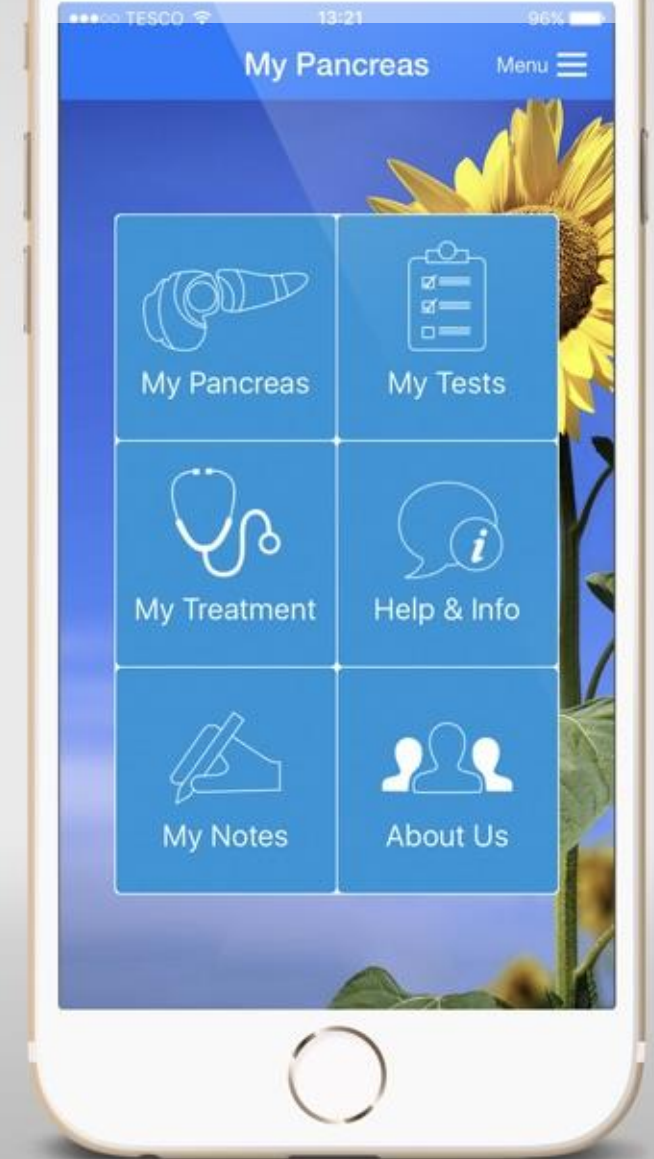 TESCO 13:21 96%
My Pancreas Menu
My Pancreas My Tests
i
My Treatment Help & Info
My Notes About Us